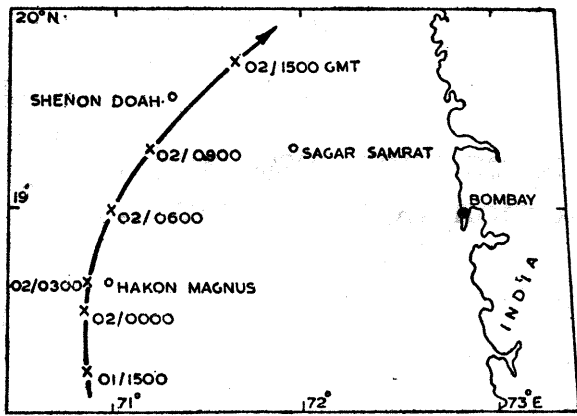 20°N
02/1500 GMT
SHENON DOAH
SAGAR SAMRAT
02/0900
19°
BOMBAY
02/0600
02/0300
HAKON MAGNUS
02/0000
INDIA
01/1500
71°
72°
73°E